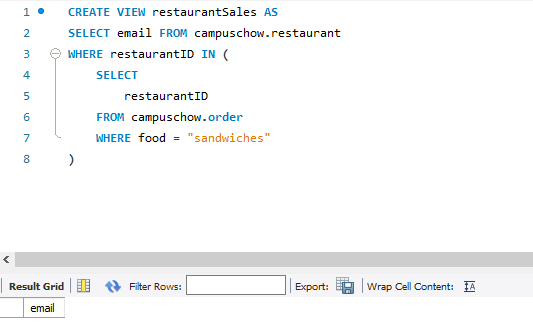 1 CREATE VIEW restaurantSales AS
2 SELECT email FROM campuschow.restaurant
3 WHERE restaurantID IN (
4 SELECT
5 restaurantID
6 FROM campuschow.order
7 WHERE food = "sandwiches"
8 )
Result Grid Filter Rows: Export: Wrap Cell Content: IA
email